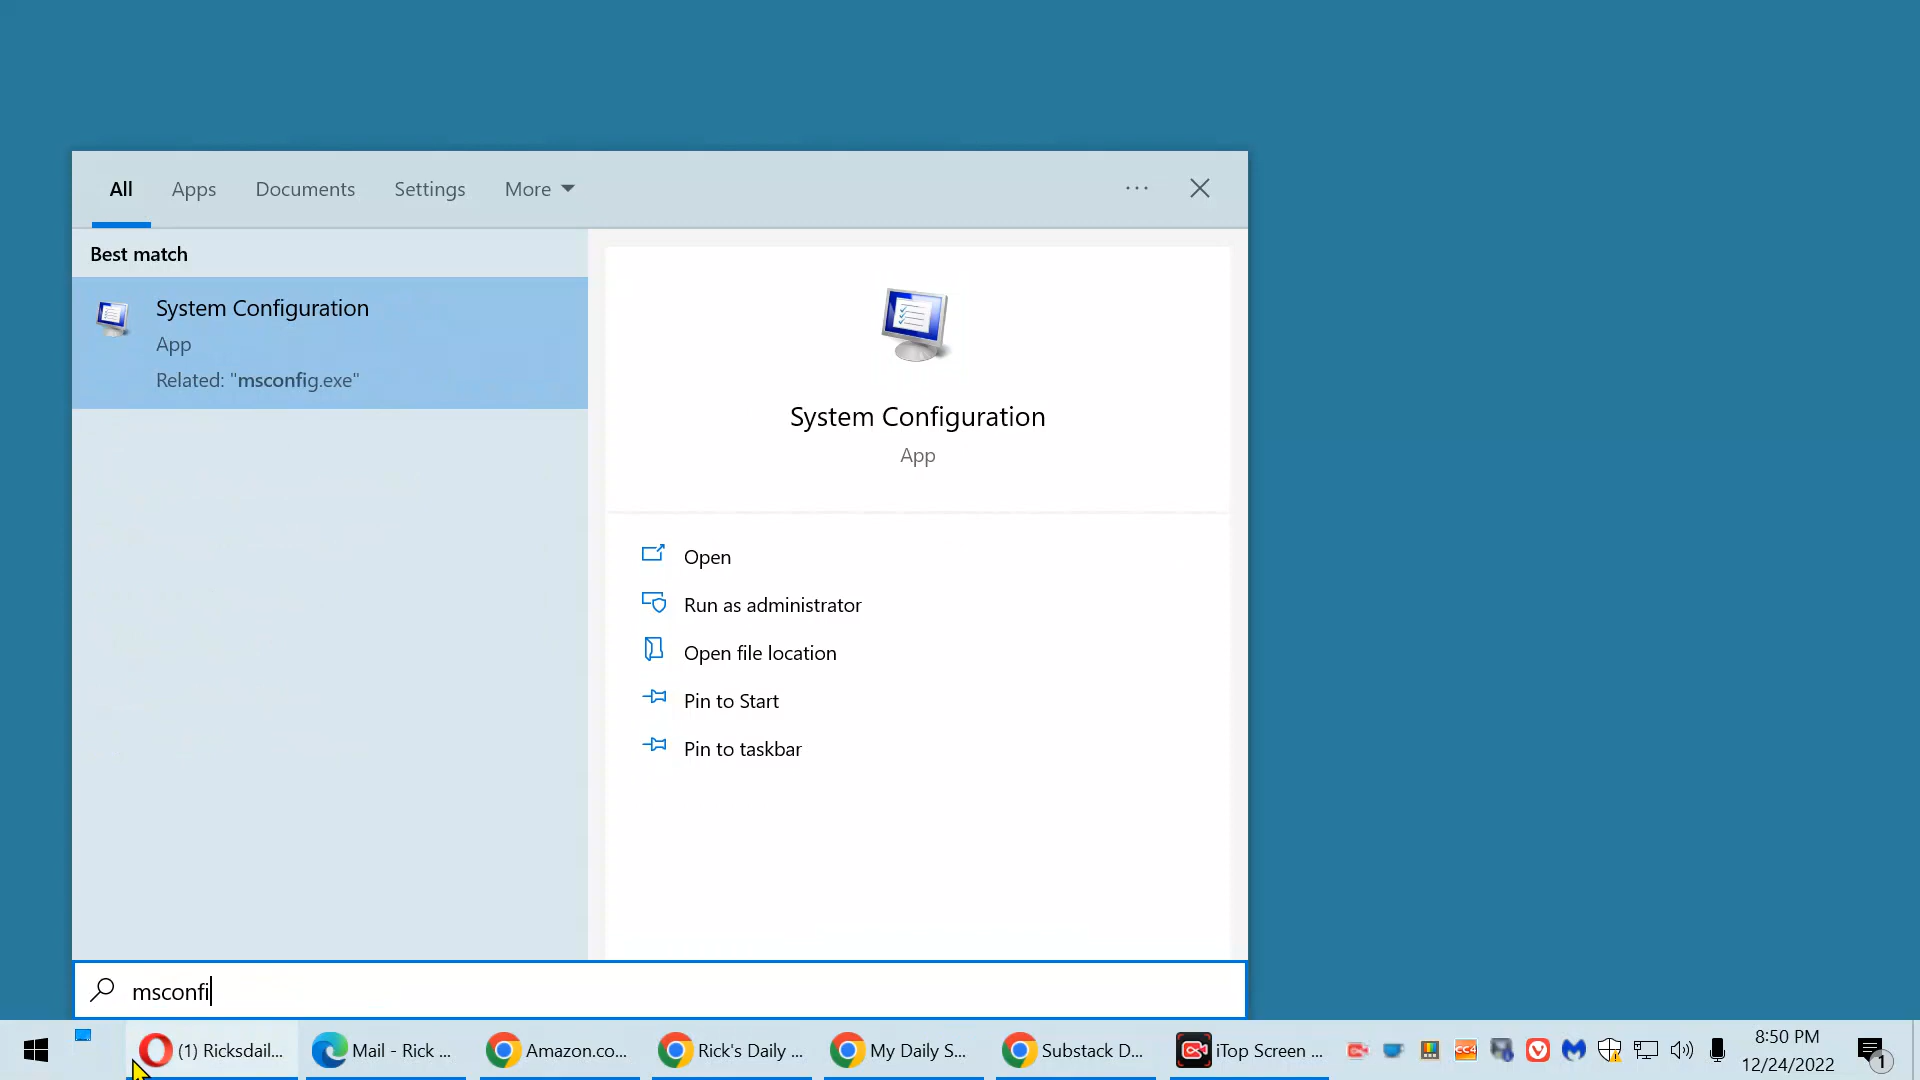 All
Apps
Documents
Settings
More
Best match
System Configuration
App
Related: "msconfig.exe"
System Configuration
App
Open
Run as administrator
Open file location
Pin to Start
Pin to taskbar
msconfi
(1) Ricksdail...
Mail - Rick ...
Amazon.co...
Rick's Daily ...
My Daily S...
Substack D...
iTop Screen ...
CC4
8:50 PM
12/24/2022
1